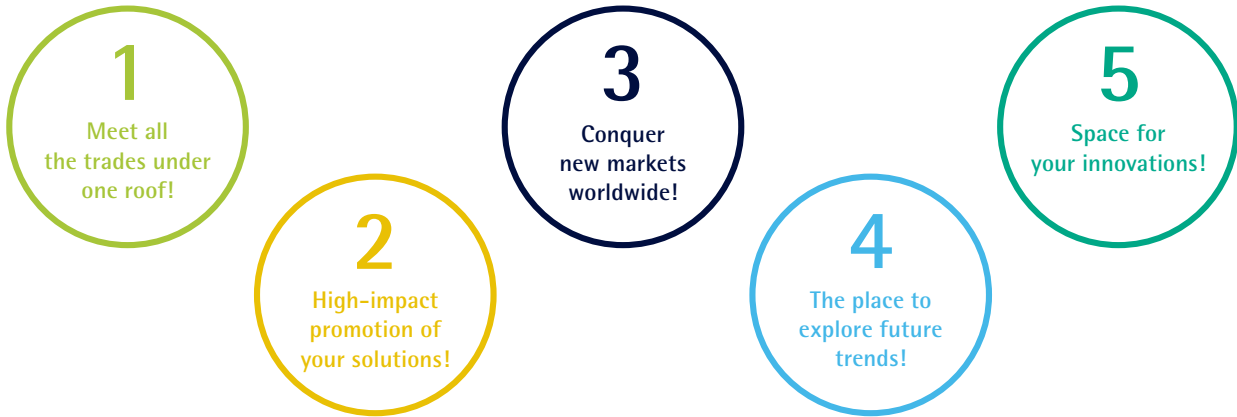 1
Meet all
the trades under
one roof!
2
High-impact
promotion of
your solutions!
3
Conquer
new markets
worldwide!
4
The place to
explore future
trends!
5
Space for
your innovations!